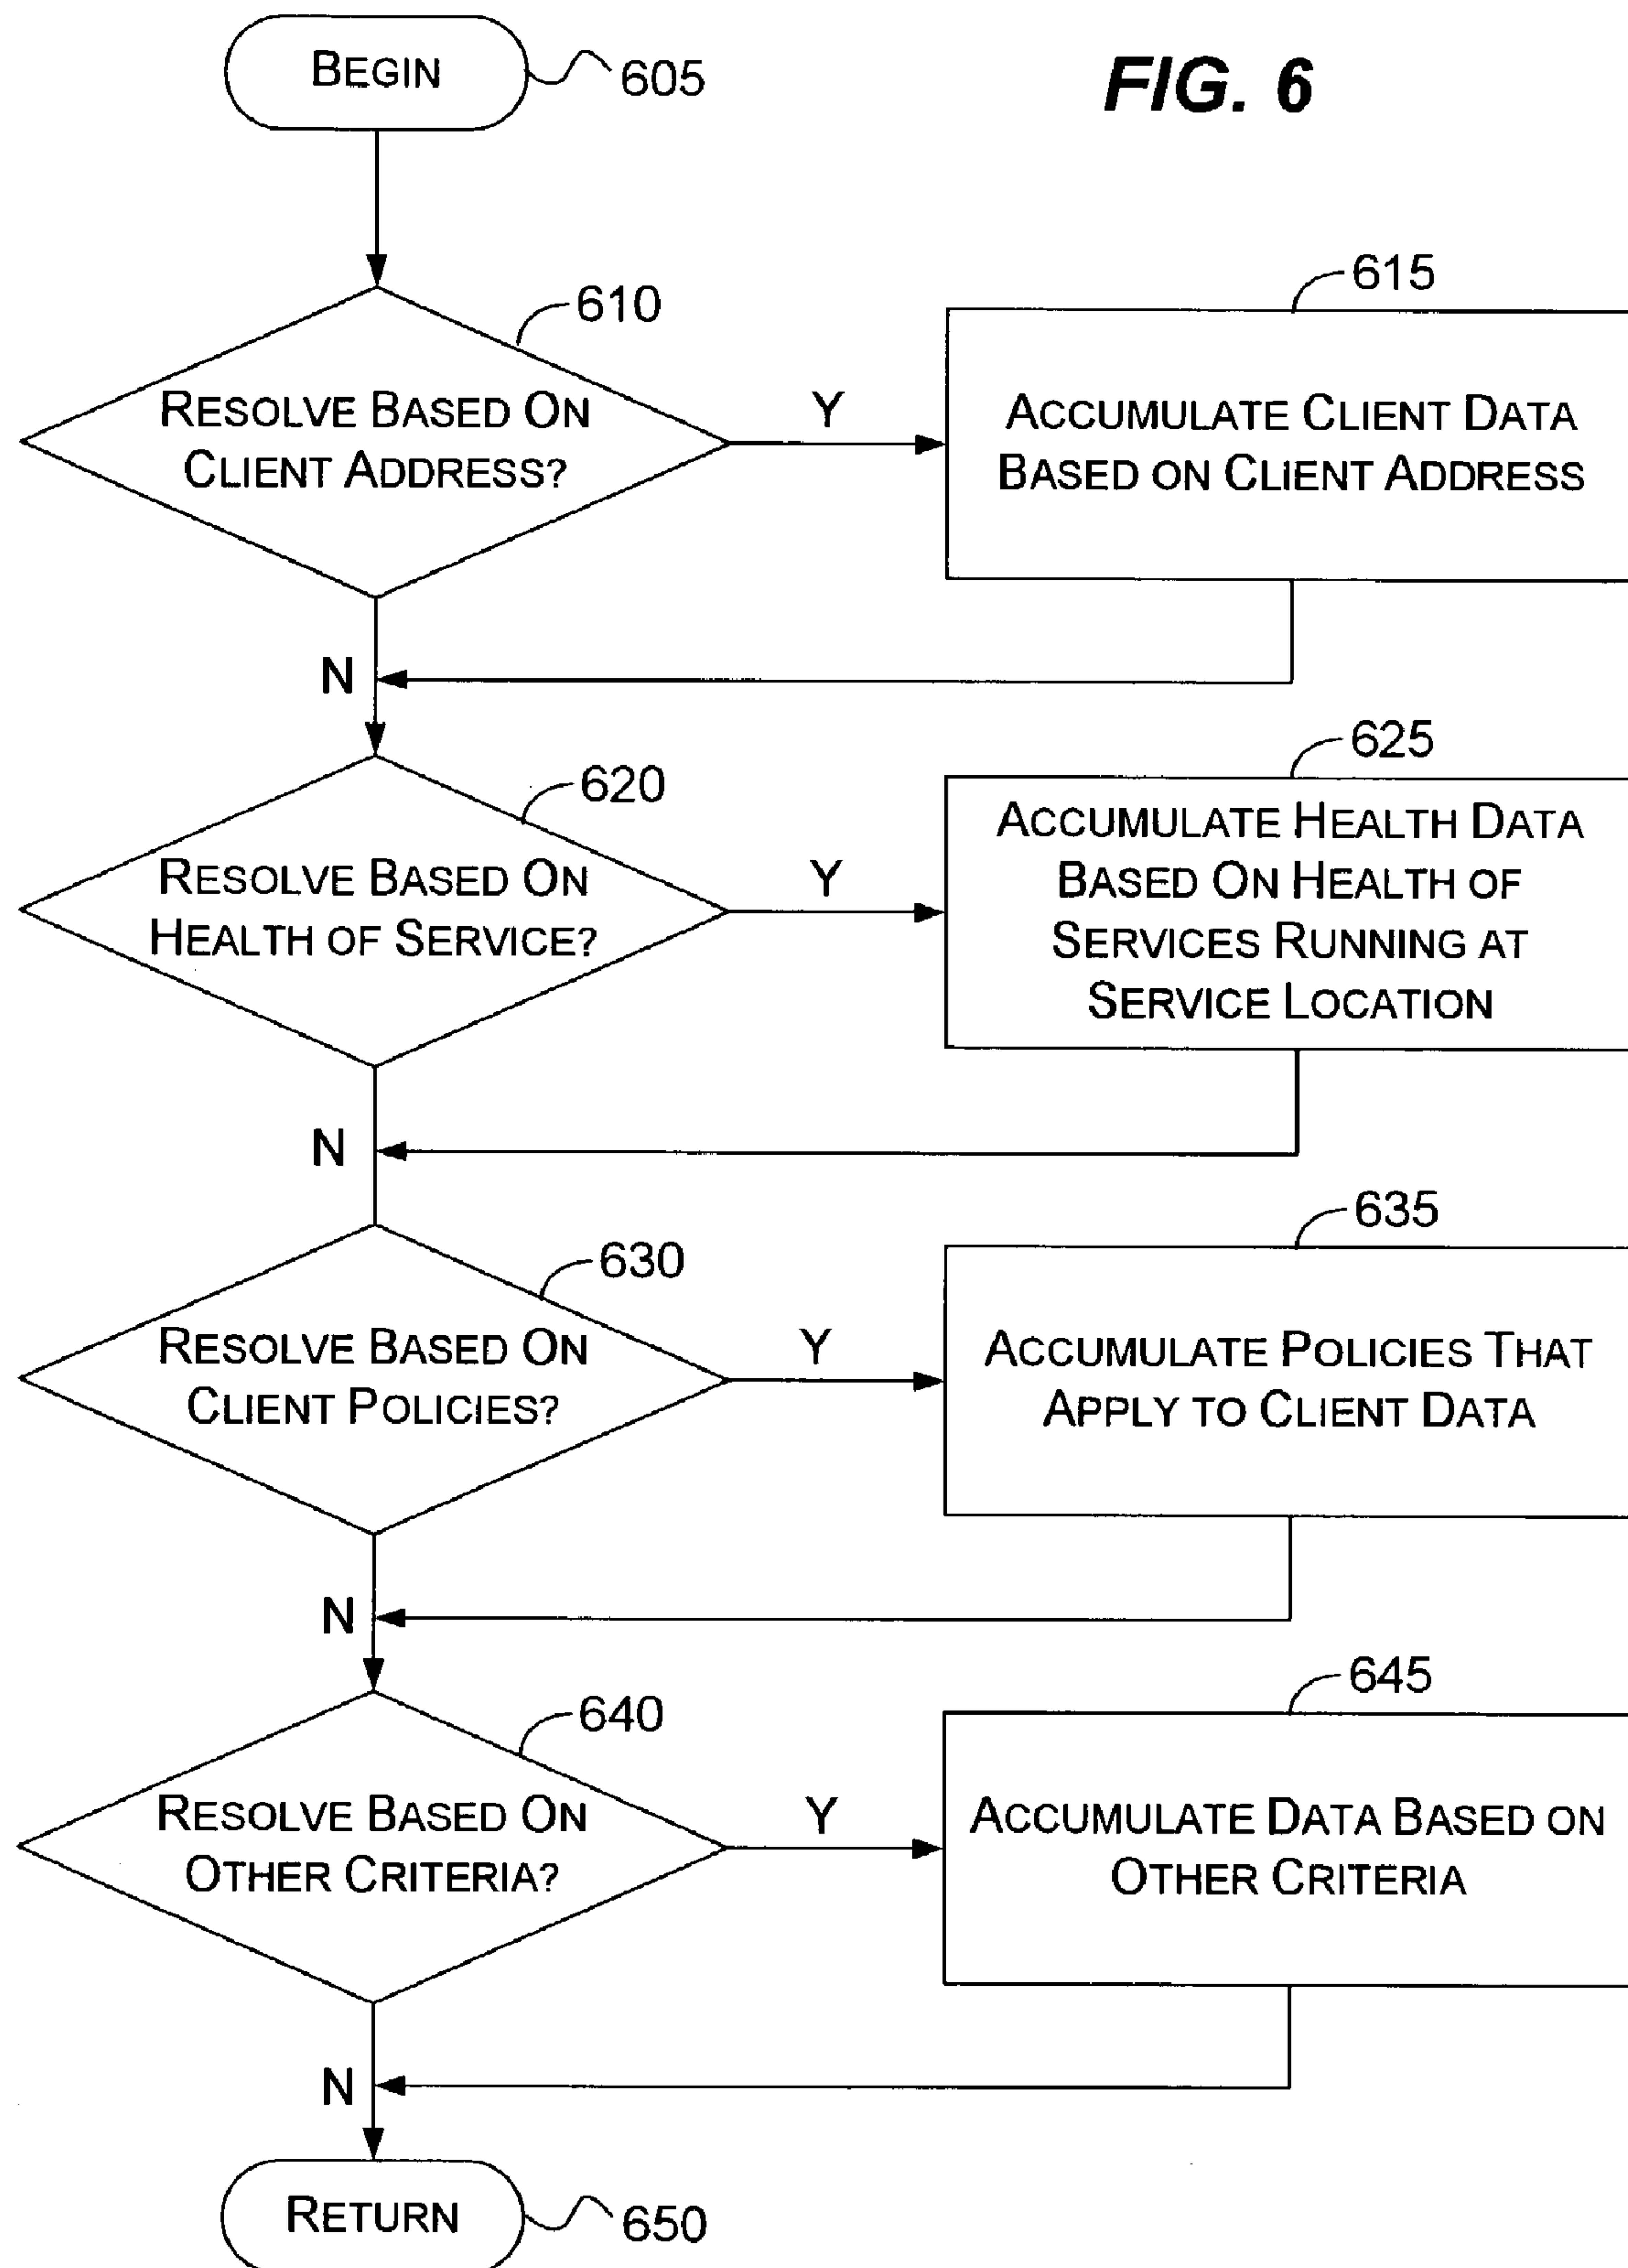 BEGIN
605
FIG. 6
610
RESOLVE BASED ON
CLIENT ADDRESS?
Y
615
ACCUMULATE CLIENT DATA
BASED ON CLIENT ADDRESS
N
620
RESOLVE BASED ON
HEALTH OF SERVICE?
Y
625
ACCUMULATE HEALTH DATA
BASED ON HEALTH OF
SERVICES RUNNING AT
SERVICE LOCATION
N
630
RESOLVE BASED ON
CLIENT POLICIES?
Y
635
ACCUMULATE POLICIES THAT
APPLY TO CLIENT DATA
N
640
RESOLVE BASED ON
OTHER CRITERIA?
Y
645
ACCUMULATE DATA BASED ON
OTHER CRITERIA
N
RETURN
650